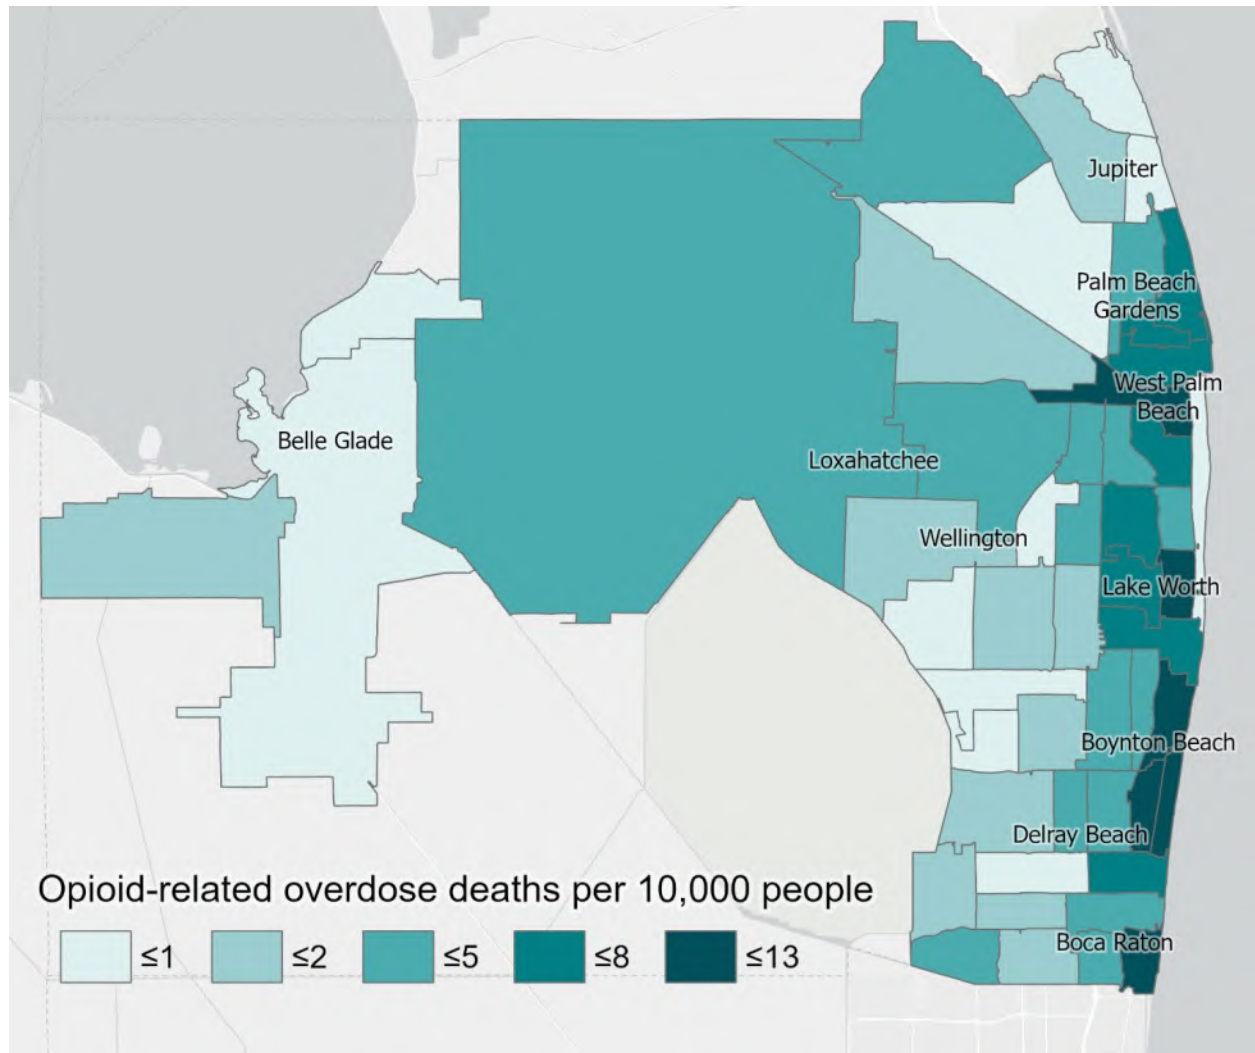 Jupiter
Palm Beach
Gardens
West Palm
Beach
Belle Glade
Loxahatchee
Wellington
Lake Worth
Boynton Beach
Delray Beach
Opioid-related overdose deaths per 10,000 people
Boca Raton
≤1 ≤2 ≤5 ≤8 ≤13